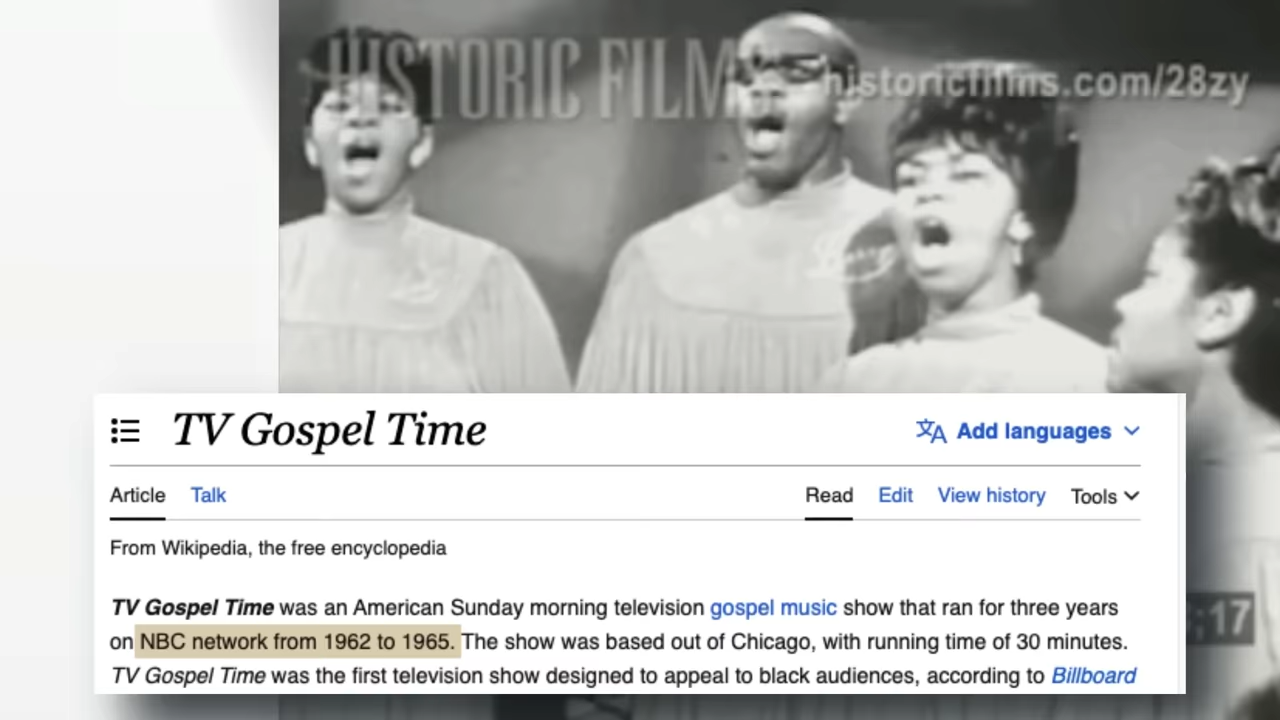 HISTORIC FILMS
historicfilms.com/28zy
TV Gospel Time
Add languages
Article Talk Read Edit View history Tools
From Wikipedia, the free encyclopedia
TV Gospel Time was an American Sunday morning television gospel music show that ran for three years
on NBC network from 1962 to 1965. The show was based out of Chicago, with running time of 30 minutes.
TV Gospel Time was the first television show designed to appeal to black audiences, according to Billboard
:17